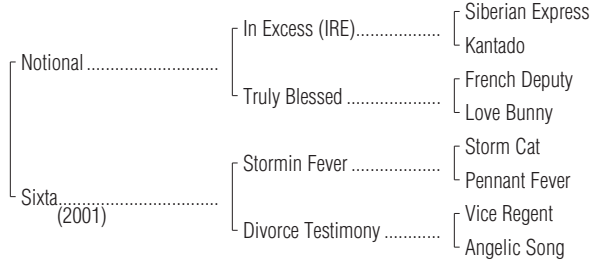 Siberian Express
In Excess (IRE)..................
Kantado
Notional ............................
French Deputy
Truly Blessed ....................
Love Bunny
Storm Cat
Stormin Fever ...................
Pennant Fever
Sixta..................................
(2001)
Vice Regent
Divorce Testimony ............
Angelic Song